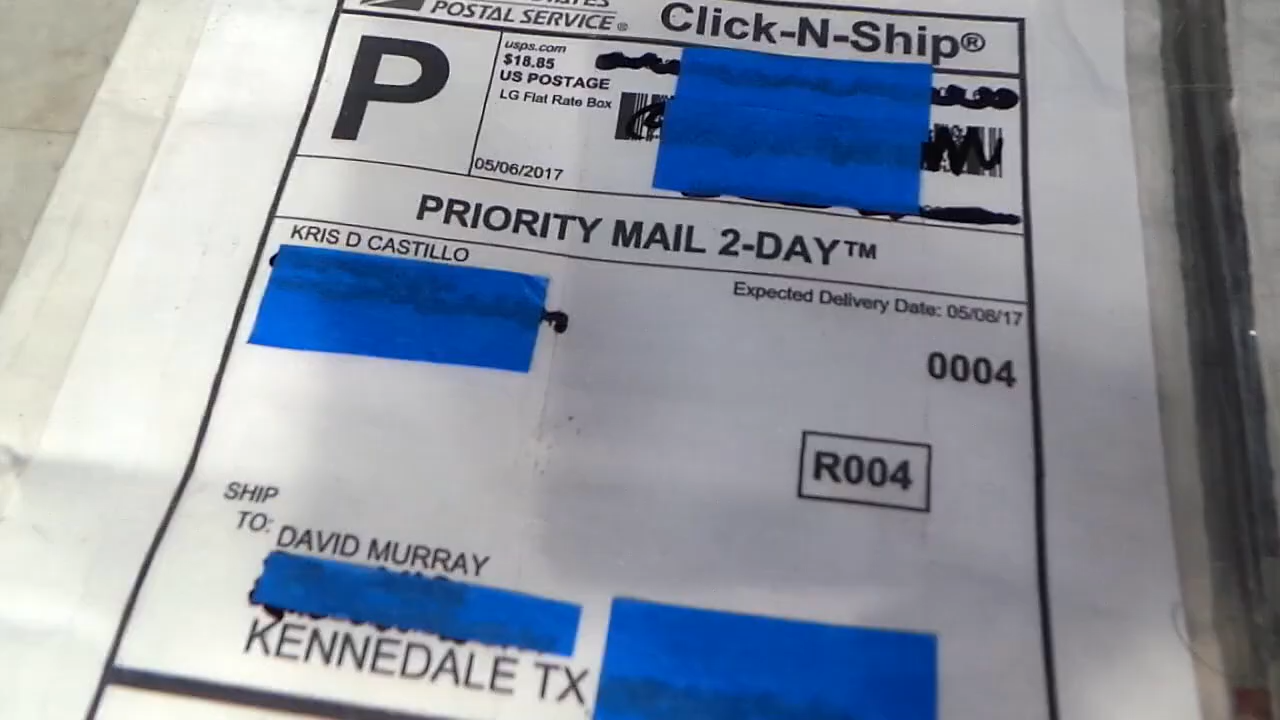 POSTAL SERVICE®
Click-N-Ship®
P
usps.com
$18.85
US POSTAGE
LG Flat Rate Box
05/06/2017
PRIORITY MAIL 2-DAY™
KRIS D CASTILLO
Expected Delivery Date: 05/08/17
0004
R004
SHIP
TO:
DAVID MURRAY
KENNEDALE TX